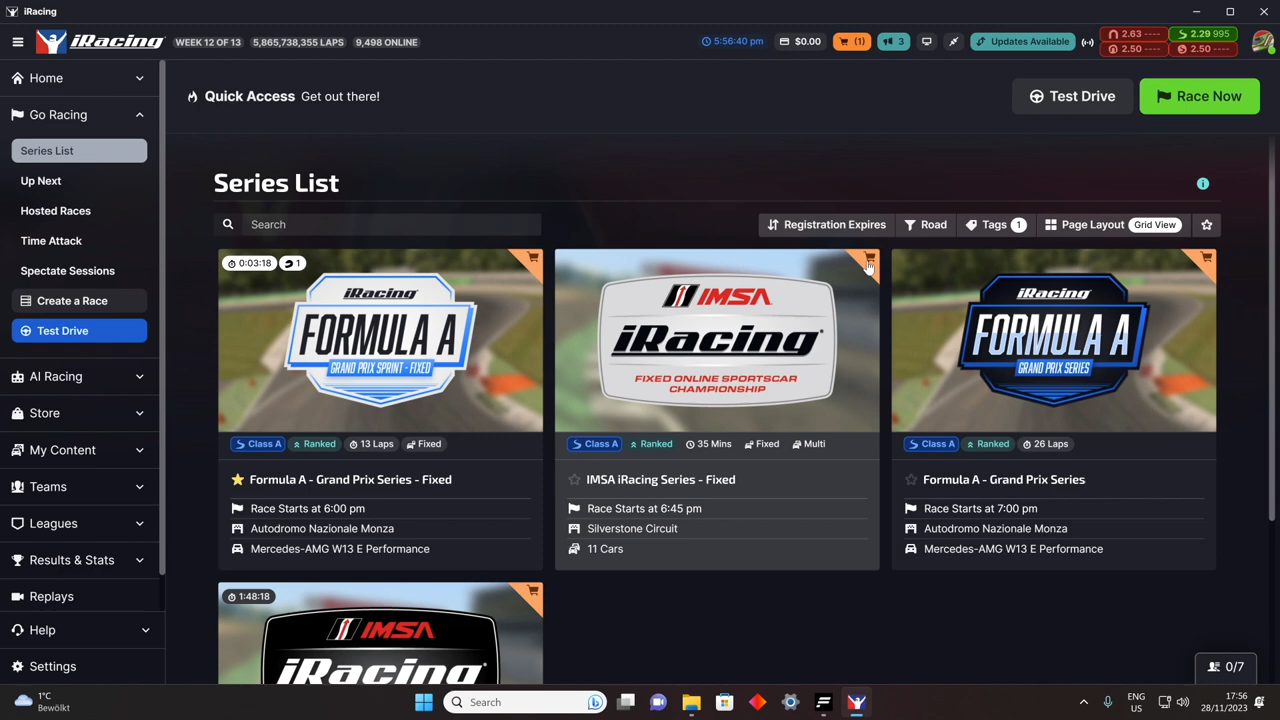 iRacing
iRacing
WEEK 12 OF 13
5,865,738,355 LAPS
9,498 ONLINE
5:56:40 pm
$0.00
(1)
3
Updates Available
2.63 ----
2.29 995
2.50 ----
2.50 ----
Home
Go Racing
Series List
Up Next
Hosted Races
Time Attack
Spectate Sessions
Create a Race
Test Drive
AI Racing
Store
My Content
Teams
Leagues
Results & Stats
Replays
Help
Settings
Quick Access Get out there!
Test Drive
Race Now
Series List
Search
Registration Expires
Road
Tags 1
Page Layout Grid View
0:03:18
1
iRacing
FORMULA A
GRAND PRIX SPRINT - FIXED
Class A Ranked 13 Laps Fixed
Formula A - Grand Prix Series - Fixed
Race Starts at 6:00 pm
Autodromo Nazionale Monza
Mercedes-AMG W13 E Performance
IMSA
iRacing
FIXED ONLINE SPORTSCAR
CHAMPIONSHIP
Class A Ranked 35 Mins Fixed Multi
IMSA iRacing Series - Fixed
Race Starts at 6:45 pm
Silverstone Circuit
11 Cars
iRacing
FORMULA A
GRAND PRIX SERIES
Class A Ranked 26 Laps
Formula A - Grand Prix Series
Race Starts at 7:00 pm
Autodromo Nazionale Monza
Mercedes-AMG W13 E Performance
1:48:18
IMSA
iRacing
0/7
1°C
Bewölkt
Search
ENG
US
17:56
28/11/2023